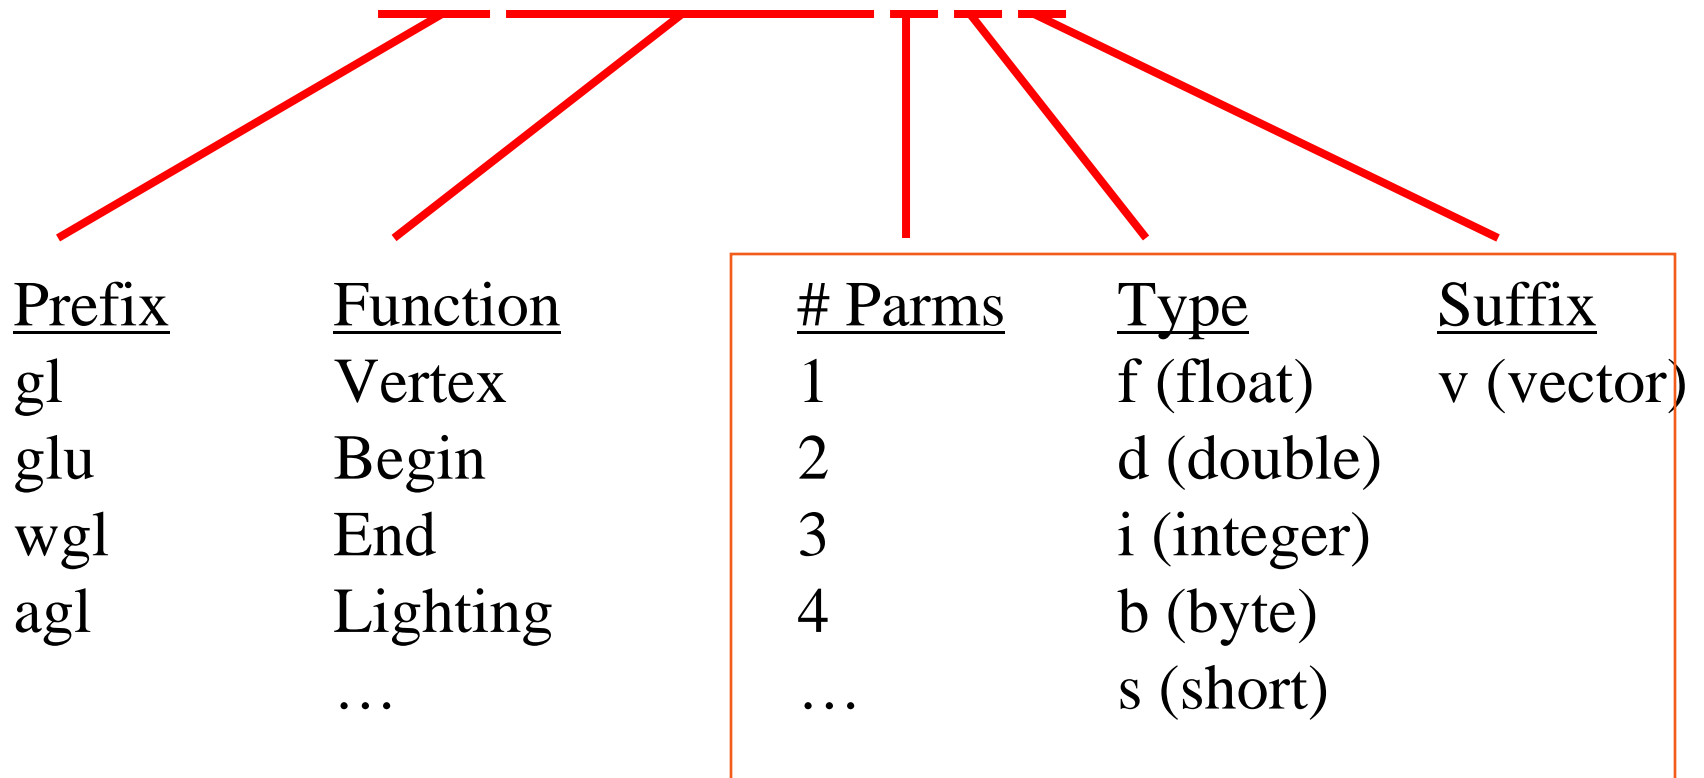 Prefix Function # Parms Type Suffix
gl Vertex 1 f (float) v (vector)
glu Begin 2 d (double)
wgl End 3 i (integer)
agl Lighting 4 b (byte)
… … s (short)